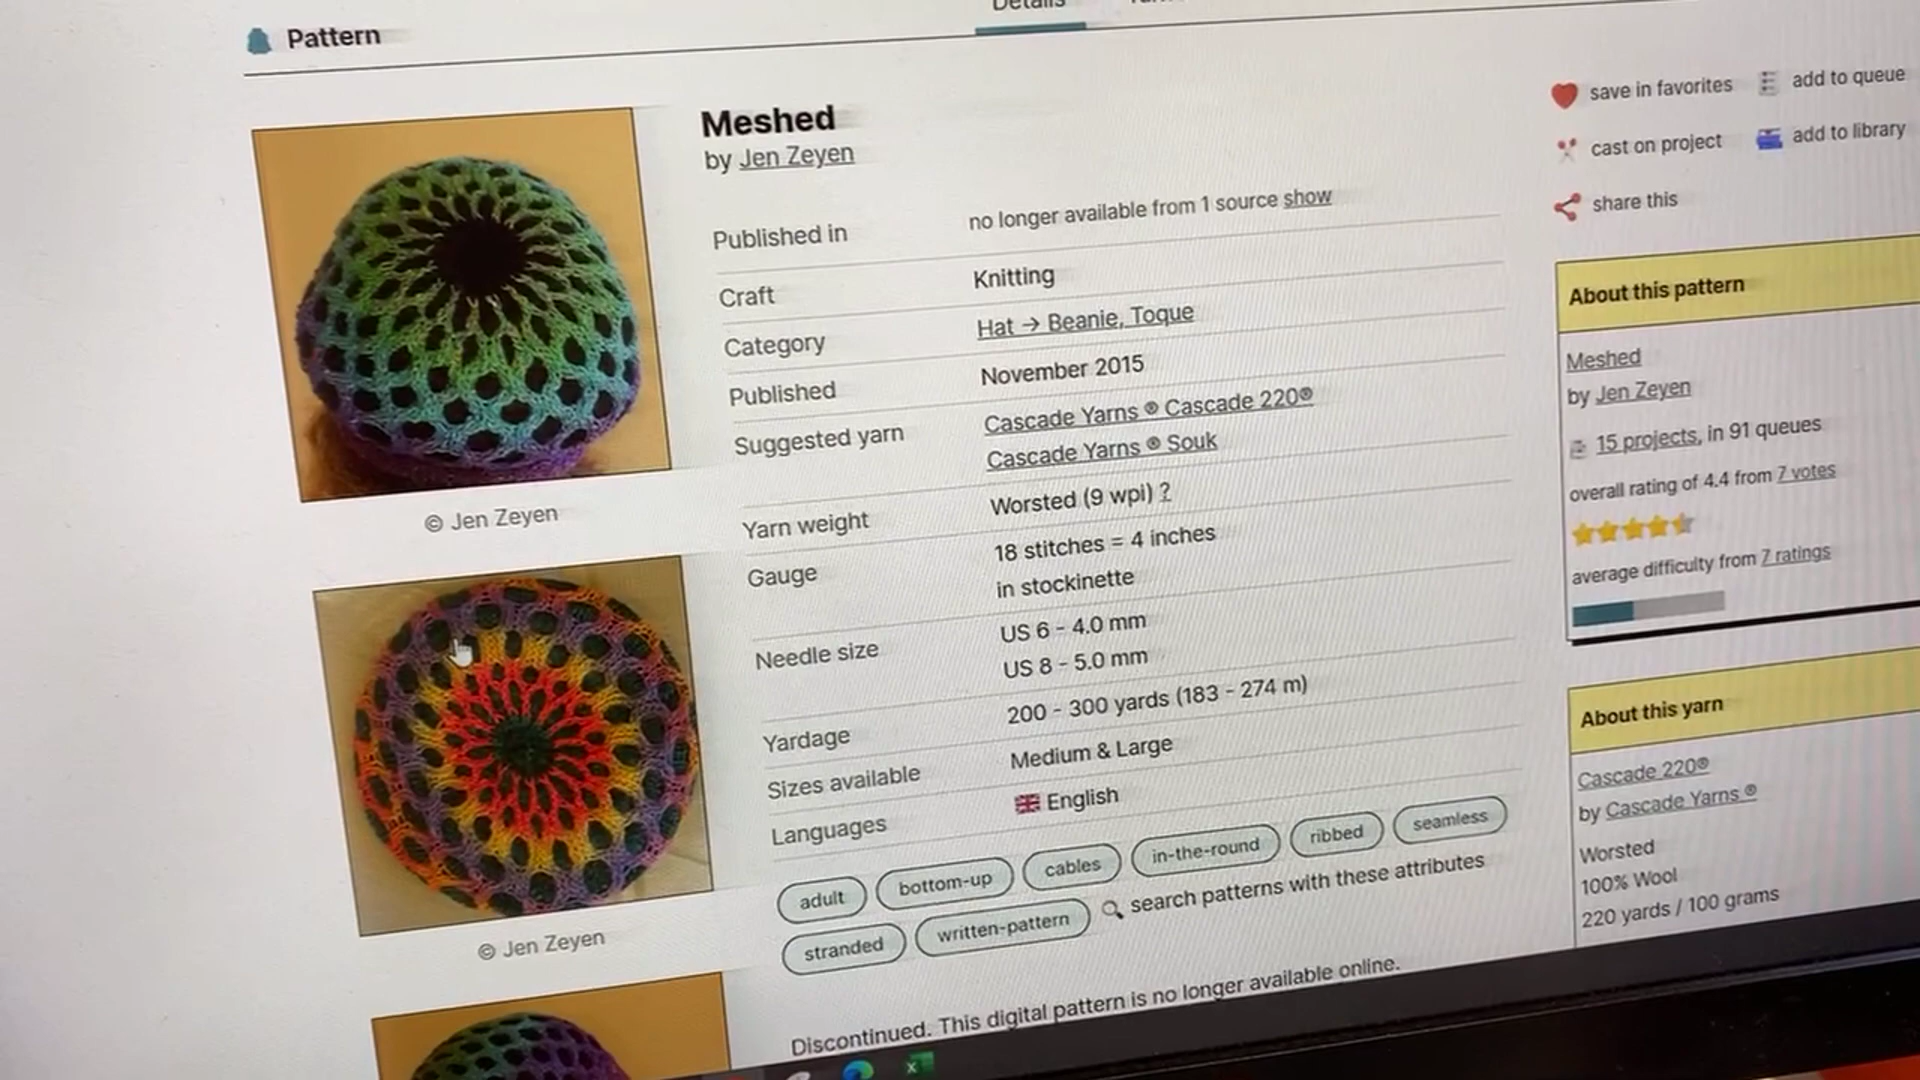 Details
Pattern
Meshed
by Jen Zeyen
Published in no longer available from 1 source show
Craft Knitting
Category Hat → Beanie, Toque
Published November 2015
Suggested yarn Cascade Yarns ® Cascade 220®
Cascade Yarns ® Souk
Yarn weight Worsted (9 wpi) ?
Gauge 18 stitches = 4 inches
in stockinette
Needle size US 6 - 4.0 mm
US 8 - 5.0 mm
Yardage 200 - 300 yards (183 - 274 m)
Sizes available Medium & Large
Languages English
adult bottom-up cables in-the-round ribbed seamless
stranded written-pattern search patterns with these attributes
Discontinued. This digital pattern is no longer available online.
© Jen Zeyen
© Jen Zeyen
save in favorites add to queue
cast on project add to library
share this
About this pattern
Meshed
by Jen Zeyen
15 projects, in 91 queues
overall rating of 4.4 from 7 votes
average difficulty from 7 ratings
About this yarn
Cascade 220®
by Cascade Yarns ®
Worsted
100% Wool
220 yards / 100 grams